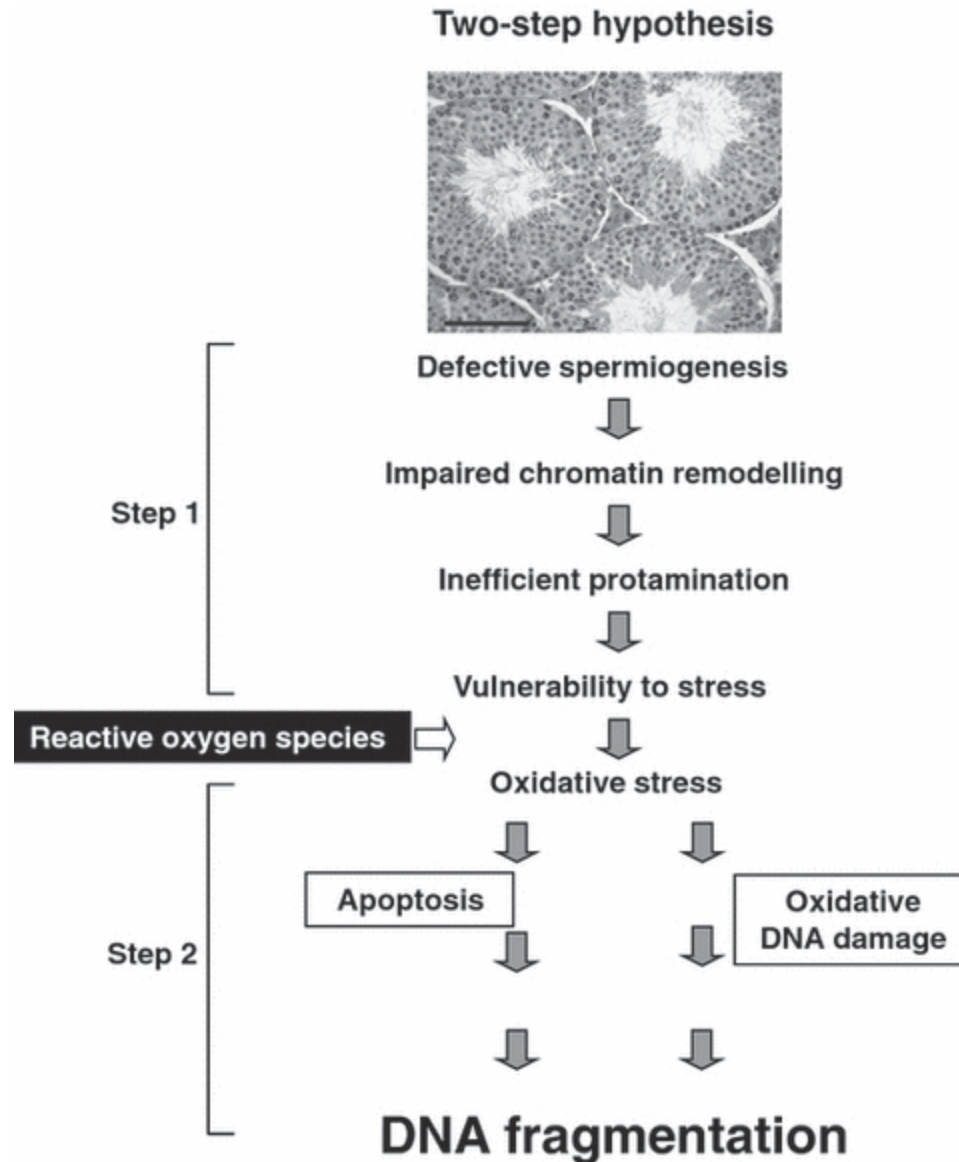 Two-step hypothesis
Defective spermiogenesis
Impaired chromatin remodelling
Step 1
Inefficient protamination
Vulnerability to stress
Reactive oxygen species
Oxidative stress
Apoptosis
Oxidative
DNA damage
Step 2
DNA fragmentation